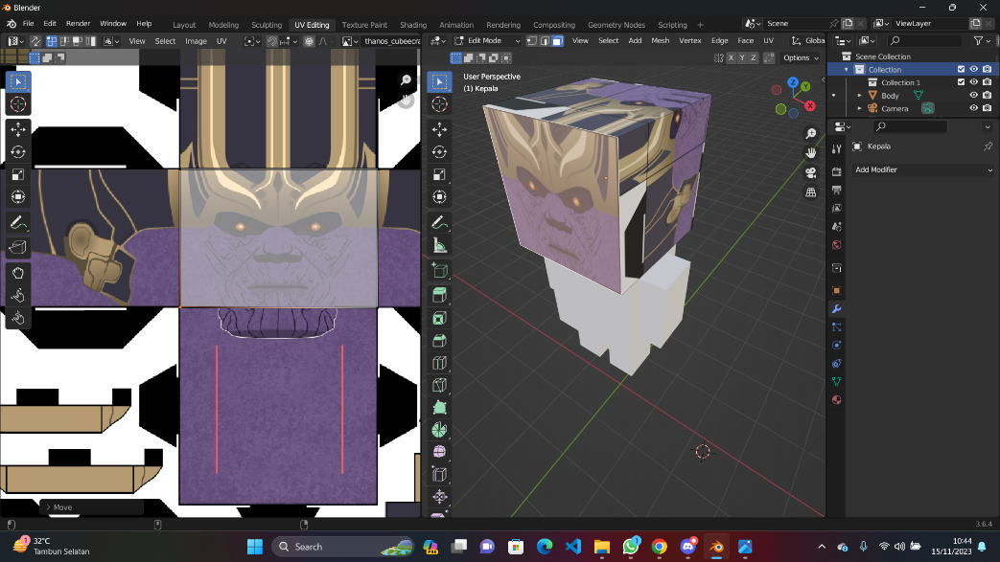 Blender
File Edit Render Window Help Layout Modeling Sculpting UV Editing Texture Paint Shading Animation Rendering Compositing Geometry Nodes Scripting + Scene ViewLayer
View Select Image UV thanos_cubeecra Edit Mode View Select Add Mesh Vertex Edge Face UV Globa
X Y Z Options
User Perspective
(1) Kepala
Z
Y
X
Scene Collection
Collection
Collection 1
Body
Camera
Kepala
Add Modifier
Move
3.6.4
1
32°C
Tambun Selatan
Search
PRE
1
10:44
15/11/2023